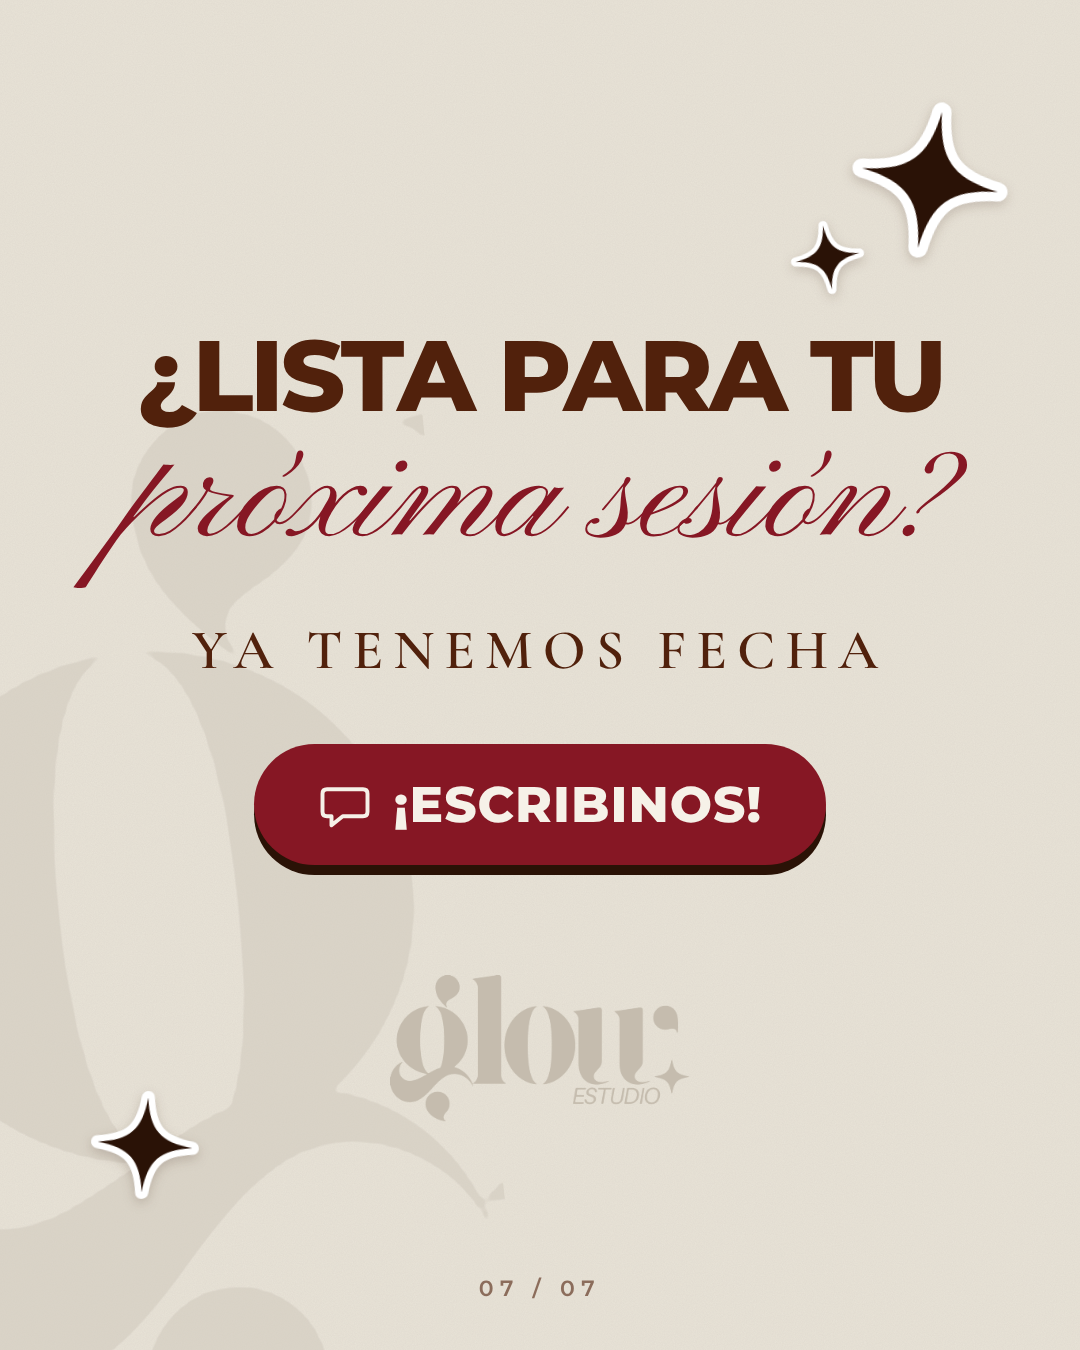 ¿LISTA PARA TU
próxima sesión?
YA TENEMOS FECHA
¡ESCRIBINOS!
glow
ESTUDIO
07 / 07